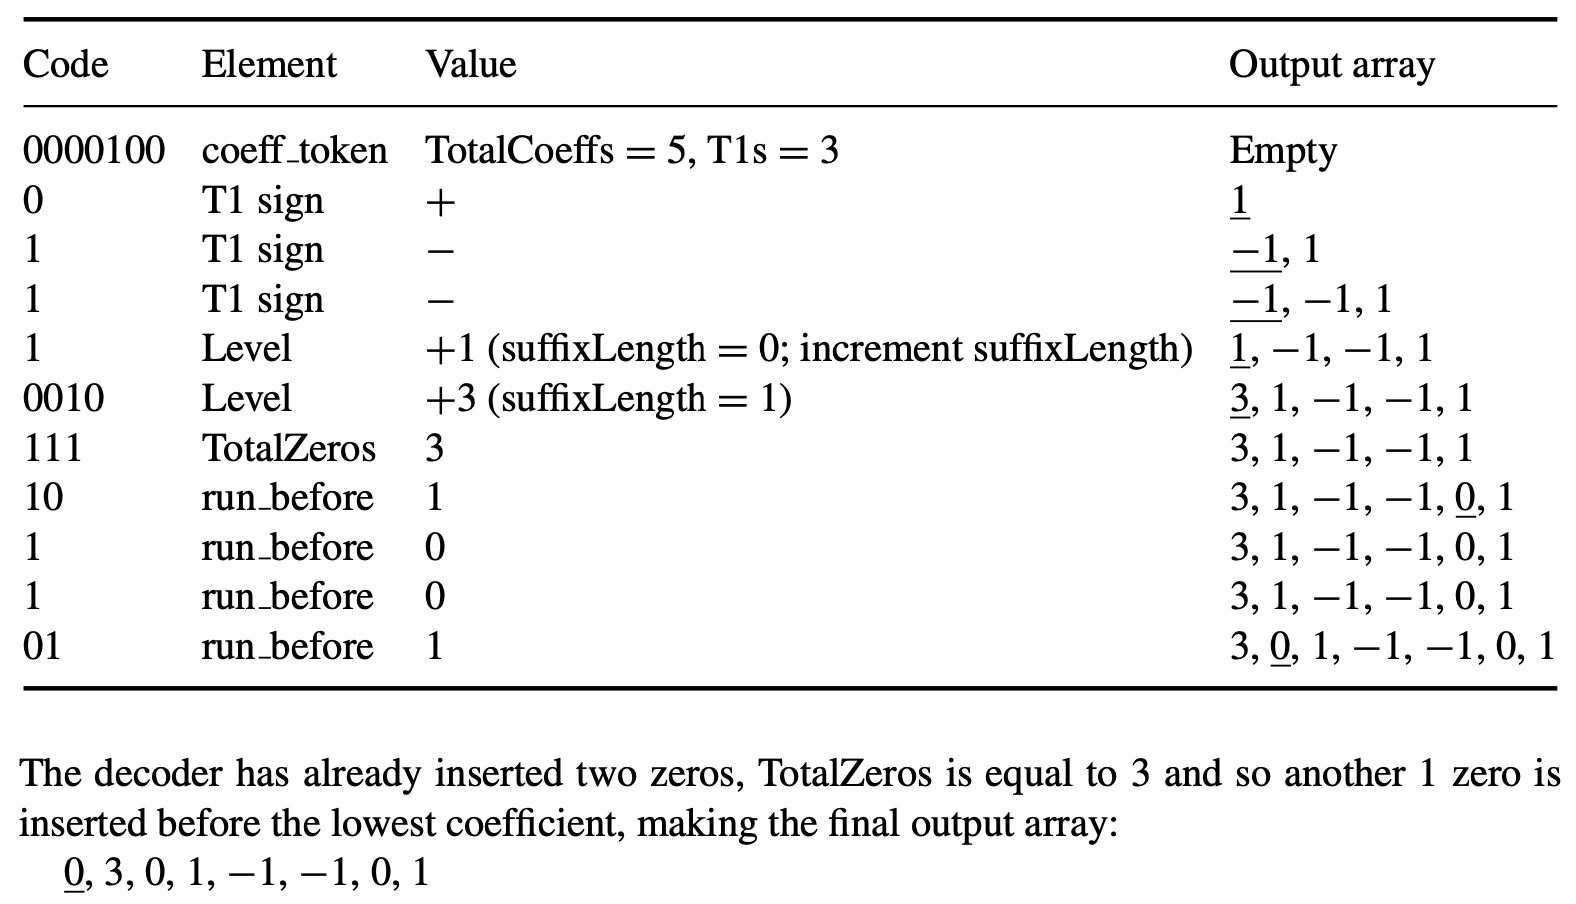 Code Element Value Output array
0000100 coeff_token TotalCoeffs = 5, T1s = 3 Empty
0 T1 sign + 1
1 T1 sign − −1, 1
1 T1 sign − −1, −1, 1
1 Level +1 (suffixLength = 0; increment suffixLength) 1, −1, −1, 1
0010 Level +3 (suffixLength = 1) 3, 1, −1, −1, 1
111 TotalZeros 3 3, 1, −1, −1, 1
10 run_before 1 3, 1, −1, −1, 0, 1
1 run_before 0 3, 1, −1, −1, 0, 1
1 run_before 0 3, 1, −1, −1, 0, 1
01 run_before 1 3, 0, 1, −1, −1, 0, 1
The decoder has already inserted two zeros, TotalZeros is equal to 3 and so another 1 zero is
inserted before the lowest coefficient, making the final output array:
0, 3, 0, 1, −1, −1, 0, 1